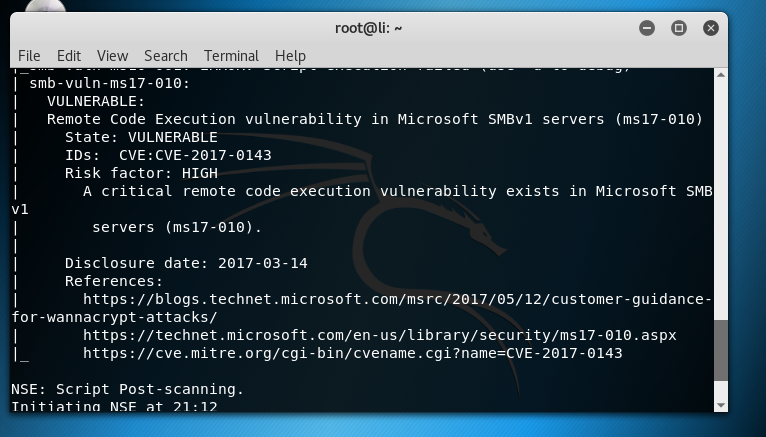 root@li: ~
File Edit View Search Terminal Help
| smb-vuln-ms17-010:
|   VULNERABLE:
|   Remote Code Execution vulnerability in Microsoft SMBv1 servers (ms17-010)
|     State: VULNERABLE
|     IDs:  CVE:CVE-2017-0143
|     Risk factor: HIGH
|       A critical remote code execution vulnerability exists in Microsoft SMB
v1
|        servers (ms17-010).
|
|     Disclosure date: 2017-03-14
|     References:
|       https://blogs.technet.microsoft.com/msrc/2017/05/12/customer-guidance-
for-wannacrypt-attacks/
|       https://technet.microsoft.com/en-us/library/security/ms17-010.aspx
|_      https://cve.mitre.org/cgi-bin/cvename.cgi?name=CVE-2017-0143
NSE: Script Post-scanning.
Initiating NSE at 21:12